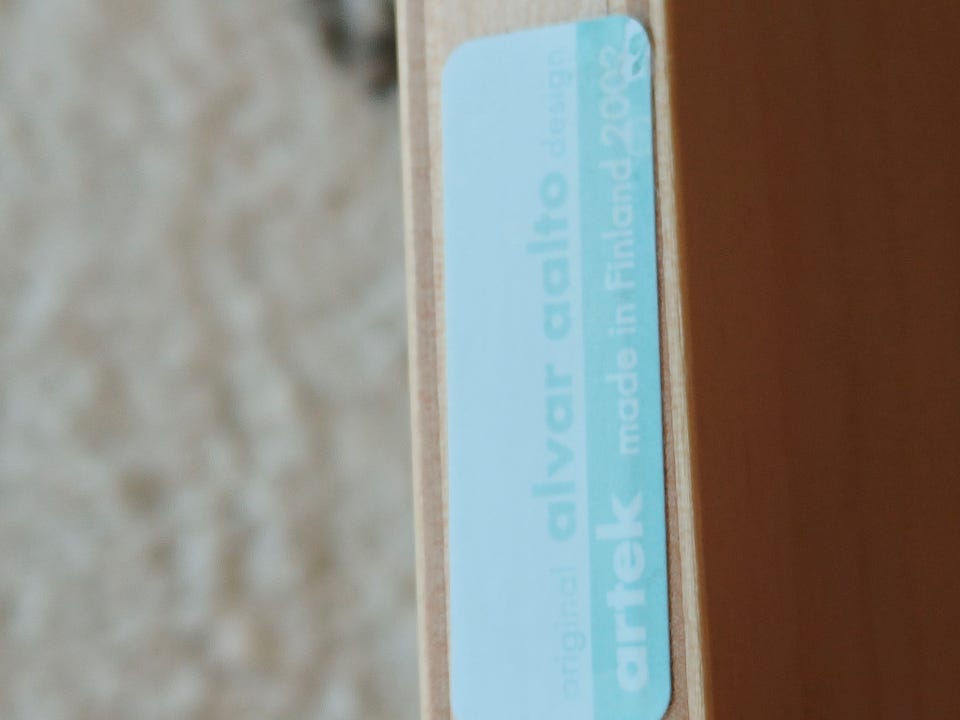 original alvar aalto design
artek made in Finland 2002